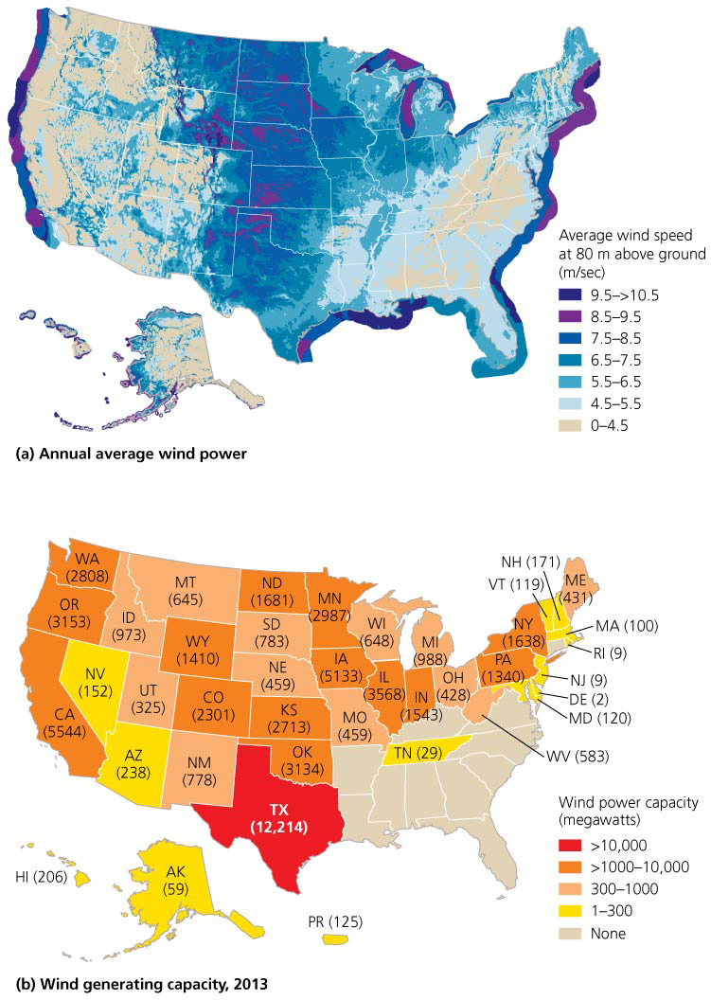 Average wind speed
at 80 m above ground
(m/sec)
9.5–>10.5
8.5–9.5
7.5–8.5
6.5–7.5
5.5–6.5
4.5–5.5
0–4.5
(a) Annual average wind power
WA
(2808)
OR
(3153)
CA
(5544)
NV
(152)
ID
(973)
MT
(645)
WY
(1410)
UT
(325)
AZ
(238)
CO
(2301)
NM
(778)
ND
(1681)
SD
(783)
NE
(459)
KS
(2713)
OK
(3134)
TX
(12,214)
MN
(2987)
IA
(5133)
MO
(459)
WI
(648)
IL
(3568)
MI
(988)
IN
(1543)
OH
(428)
TN (29)
NY
(1638)
PA
(1340)
NH (171)
VT (119)
ME
(431)
MA (100)
RI (9)
NJ (9)
DE (2)
MD (120)
WV (583)
HI (206)
AK
(59)
PR (125)
Wind power capacity
(megawatts)
>10,000
>1000–10,000
300–1000
1–300
None
(b) Wind generating capacity, 2013